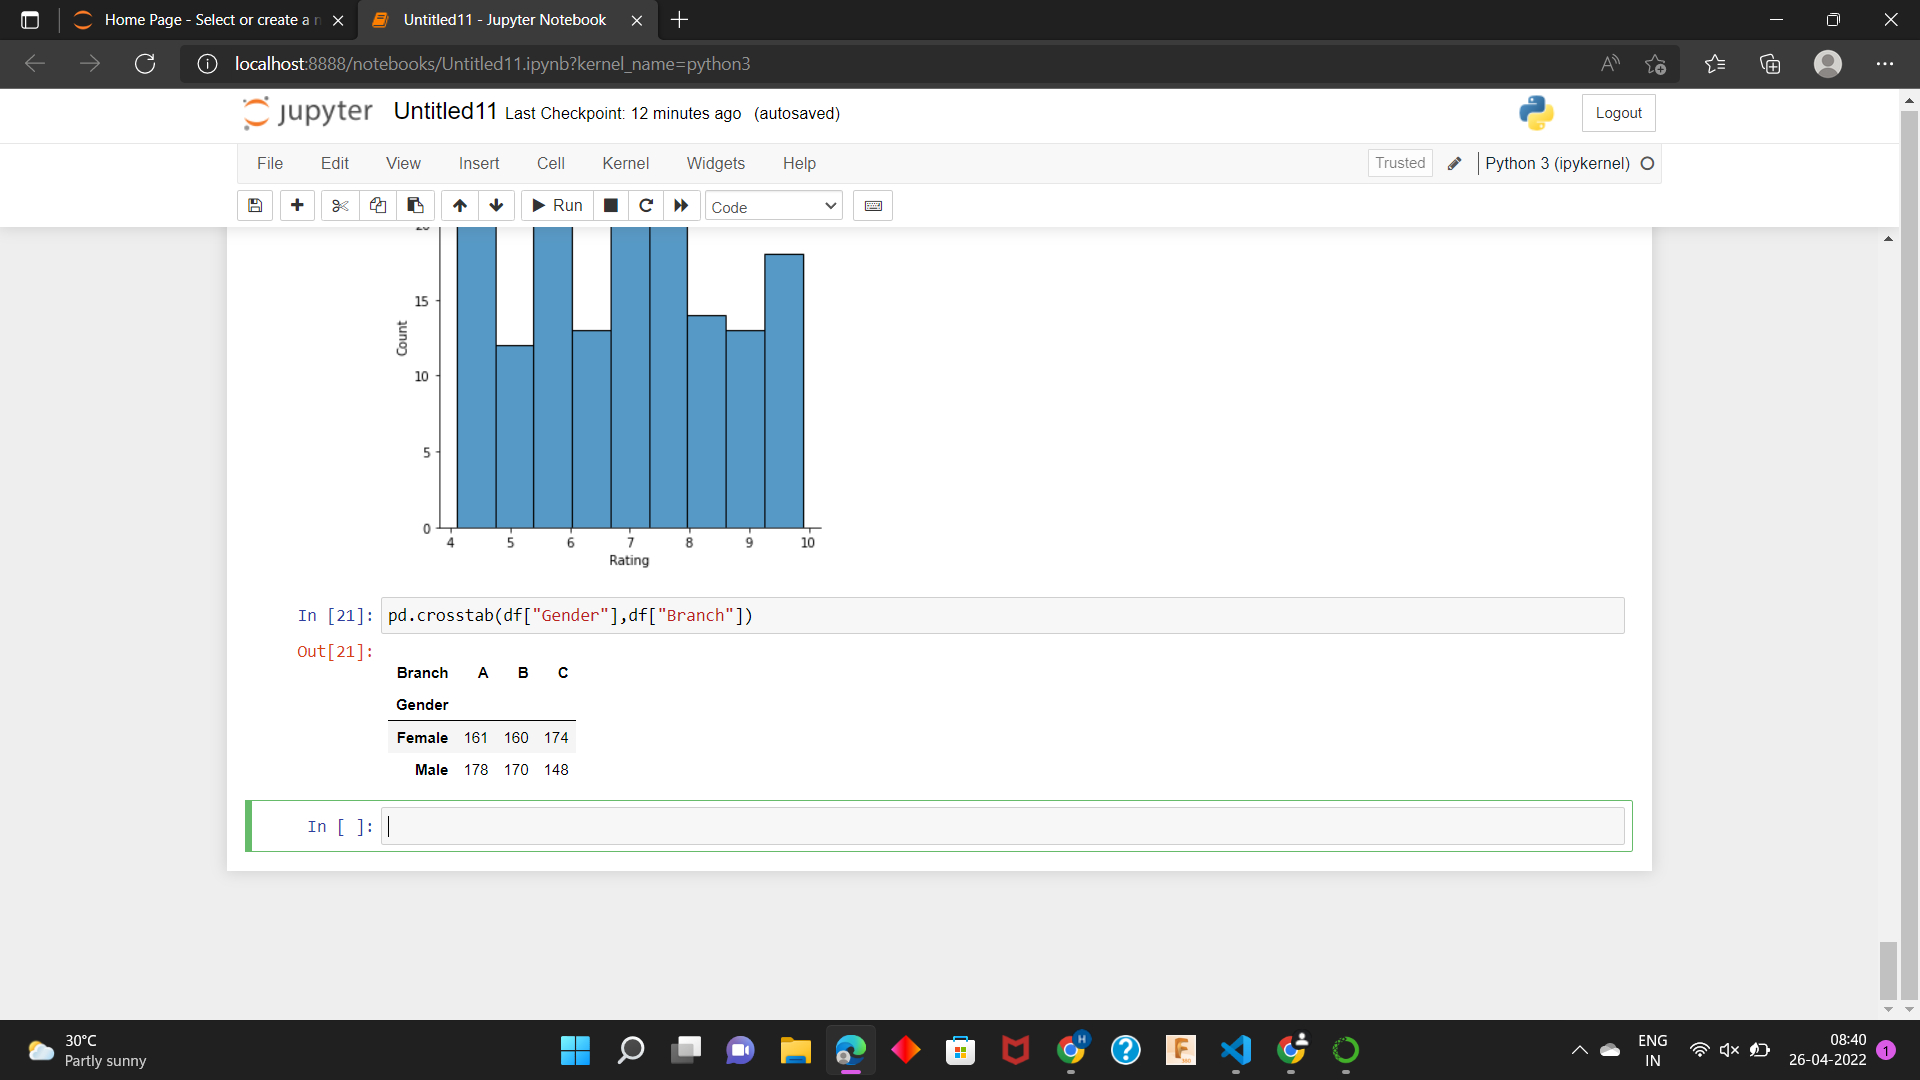 Home Page - Select or create a n
Untitled11 - Jupyter Notebook
localhost:8888/notebooks/Untitled11.ipynb?kernel_name=python3
jupyter Untitled11 Last Checkpoint: 12 minutes ago (autosaved)
Logout
File Edit View Insert Cell Kernel Widgets Help
Trusted Python 3 (ipykernel)
Run Code
20
15
10
5
0
Count
4 5 6 7 8 9 10
Rating
In [21]: pd.crosstab(df["Gender"],df["Branch"])
Out[21]:
Branch A B C
Gender
Female 161 160 174
Male 178 170 148
In [ ]:
30°C
Partly sunny
H
F
ENG
IN
08:40
26-04-2022
1